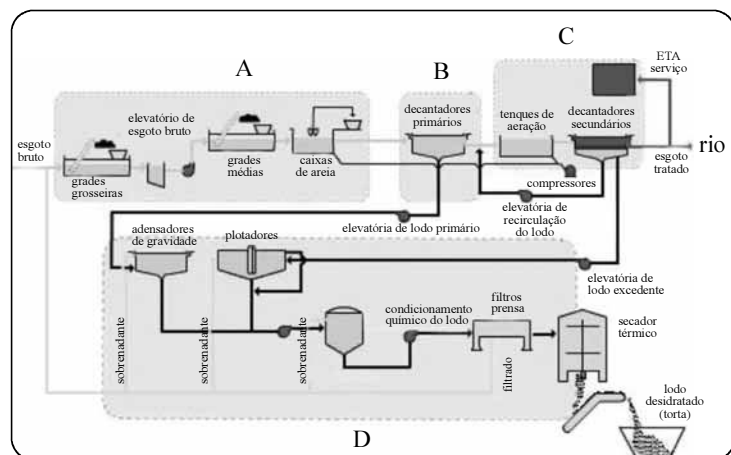 A
B
C
ETA
serviço
elevatório de
esgoto bruto
decantadores
primários
tenques de
aeração
decantadores
secundários
esgoto
bruto
grades
médias
caixas
de areia
rio
esgoto
tratado
grades
grosseiras
compressores
elevatória de lodo primário
elevatória de
recirculação
do lodo
adensadores
de gravidade
plotadores
elevatória de
lodo excedente
sobrenadante
sobrenadante
sobrenadante
condicionamento
químico do lodo
filtros
prensa
filtrado
secador
térmico
lodo
desidratado
(torta)
D